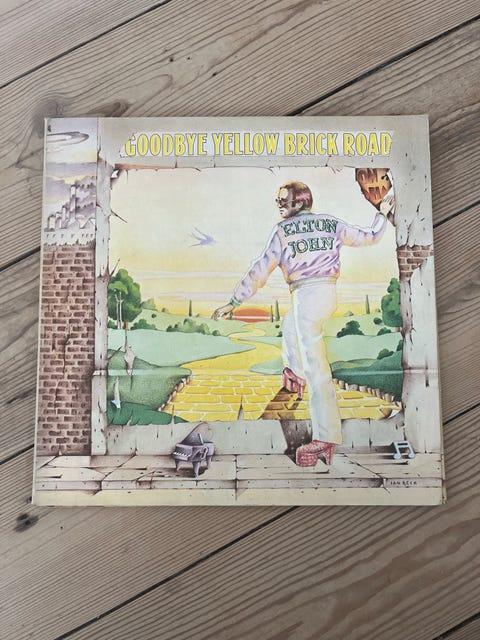 GOODBYE YELLOW BRICK ROAD
ELTON
JOHN
IAN BECK